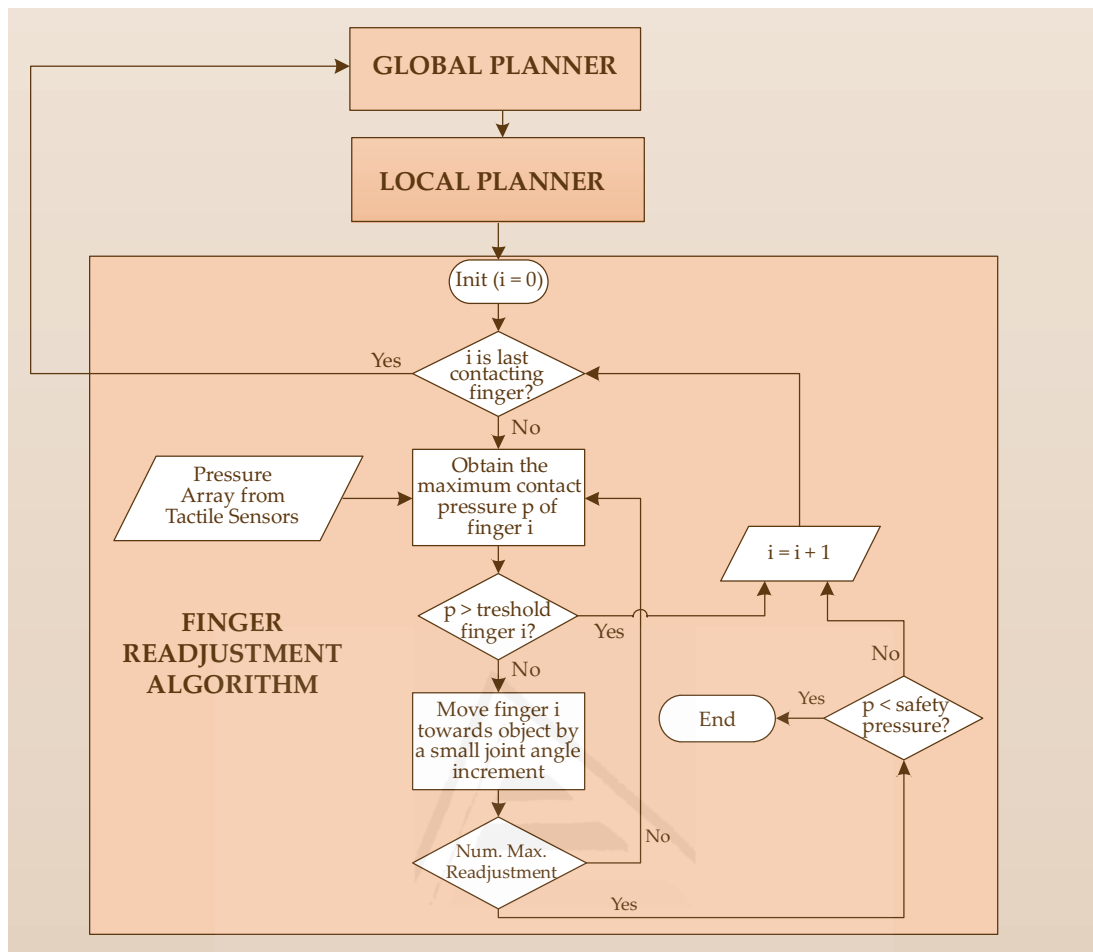 GLOBAL PLANNER
LOCAL PLANNER
Init (i = 0)
i is last
contacting
finger?
Yes
No
Pressure
Array from
Tactile Sensors
Obtain the
maximum contact
pressure p of
finger i
i = i + 1
p > treshold
finger i?
Yes
No
FINGER
READJUSTMENT
ALGORITHM
Move finger i
towards object by
a small joint angle
increment
End
Yes
p < safety
pressure?
No
Num. Max.
Readjustment
No
Yes